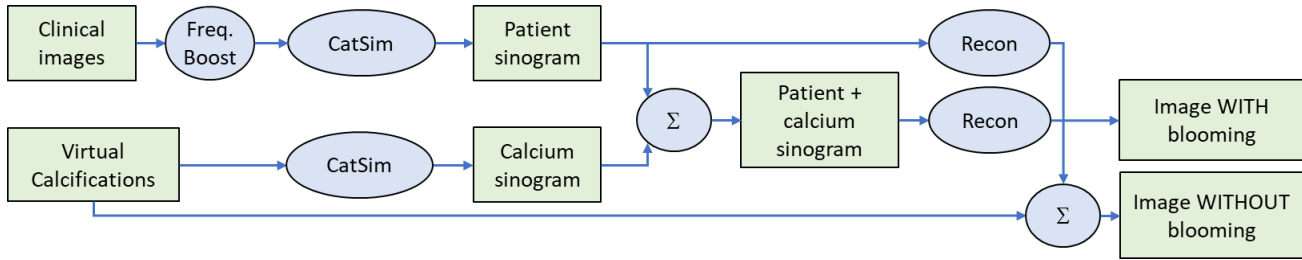 Clinical
images
Freq.
Boost
CatSim
Patient
sinogram
Recon
Σ
Patient +
calcium
sinogram
Recon
Image WITH
blooming
Virtual
Calcifications
CatSim
Calcium
sinogram
Σ
Image WITHOUT
blooming